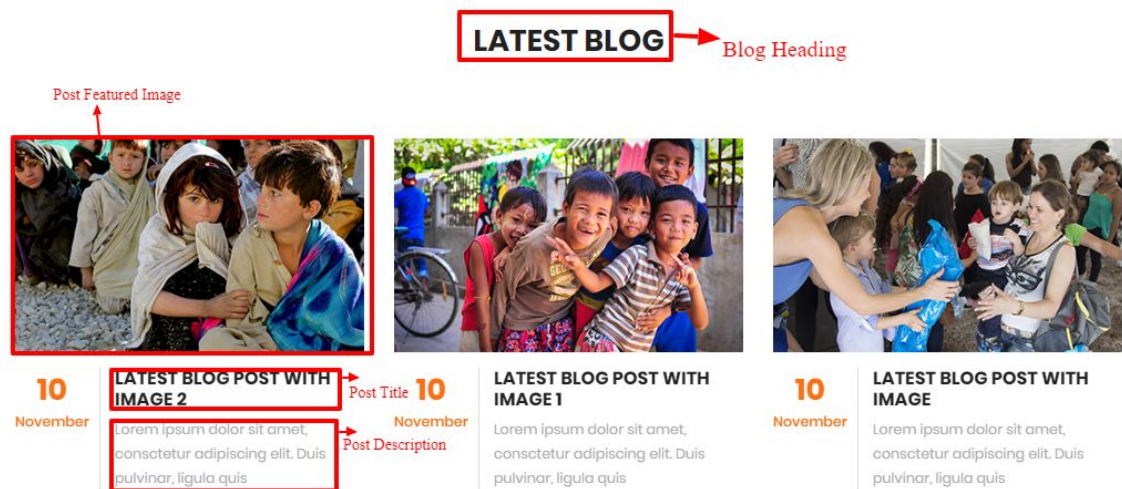 LATEST BLOG
Blog Heading
Post Featured Image
10
November
LATEST BLOG POST WITH
IMAGE 2
Post Title
Lorem ipsum dolor sit amet,
consctetur adipiscing elit. Duis
pulvinar, ligula quis
Post Description
10
November
LATEST BLOG POST WITH
IMAGE 1
Lorem ipsum dolor sit amet,
consctetur adipiscing elit. Duis
pulvinar, ligula quis
10
November
LATEST BLOG POST WITH
IMAGE
Lorem ipsum dolor sit amet,
consctetur adipiscing elit. Duis
pulvinar, ligula quis